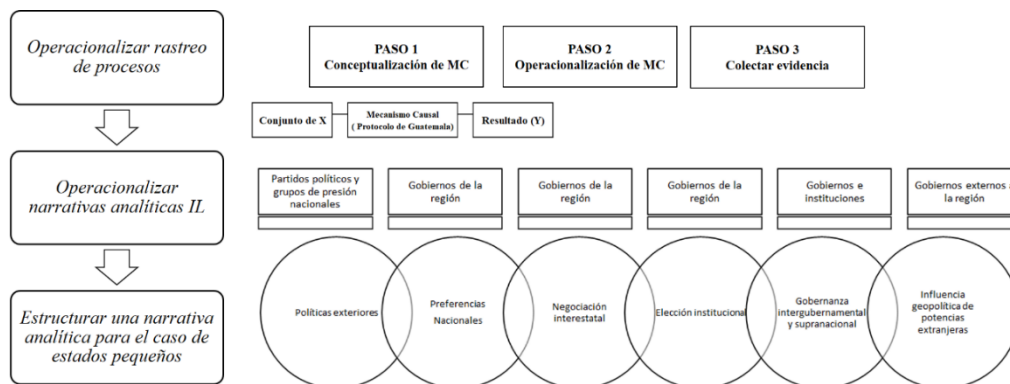 Operacionalizar rastreo
de procesos
PASO 1
Conceptualización de MC
PASO 2
Operacionalización de MC
PASO 3
Colectar evidencia
Conjunto de X
Mecanismo Causal
( Protocolo de Guatemala)
Resultado (Y)
Operacionalizar
narrativas analíticas IL
Partidos políticos y
grupos de presión
nacionales
Gobiernos de la
región
Gobiernos de la
región
Gobiernos de la
región
Gobiernos e
instituciones
Gobiernos externos a
la región
Estructurar una narrativa
analítica para el caso de
estados pequeños
Políticas exteriores
Preferencias
Nacionales
Negociación
interestatal
Elección institucional
Gobernanza
intergubernamental
y supranacional
Influencia
geopolítica de
potencias
extranjeras